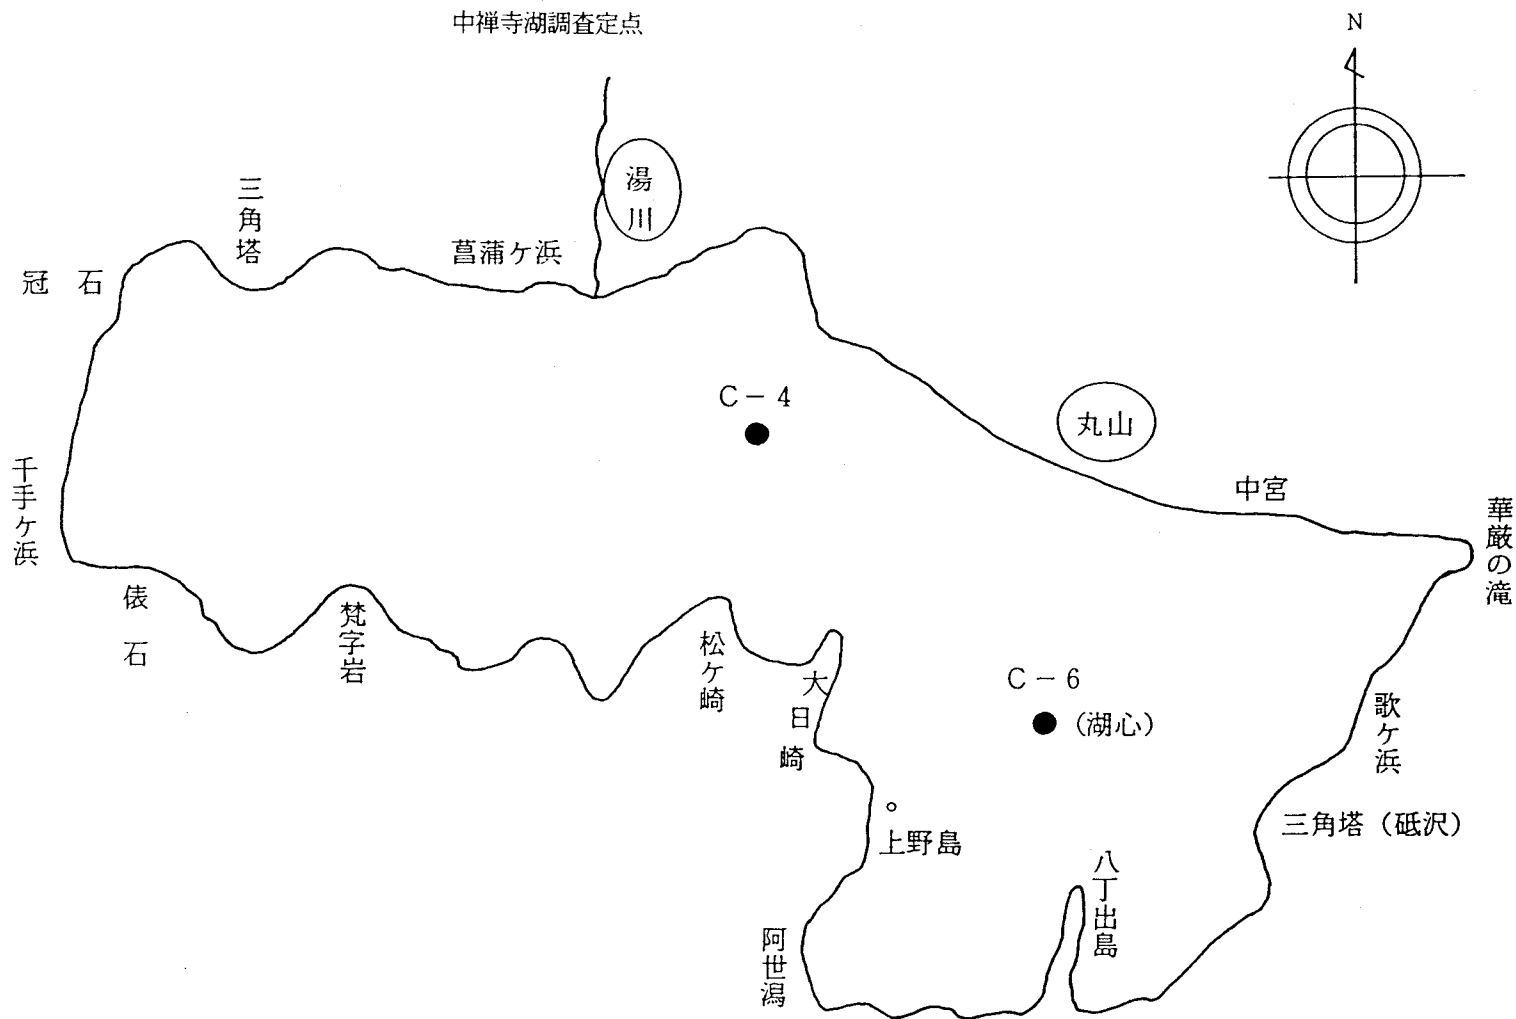 中禅寺湖調査定点
N
湯川
三角塔
菖蒲ケ浜
冠石
C-4
丸山
中宮
華厳の滝
千手ケ浜
俵石
梵字岩
松ケ崎
大日崎
C-6
(湖心)
歌ケ浜
上野島
三角塔(砥沢)
八丁出島
阿世潟